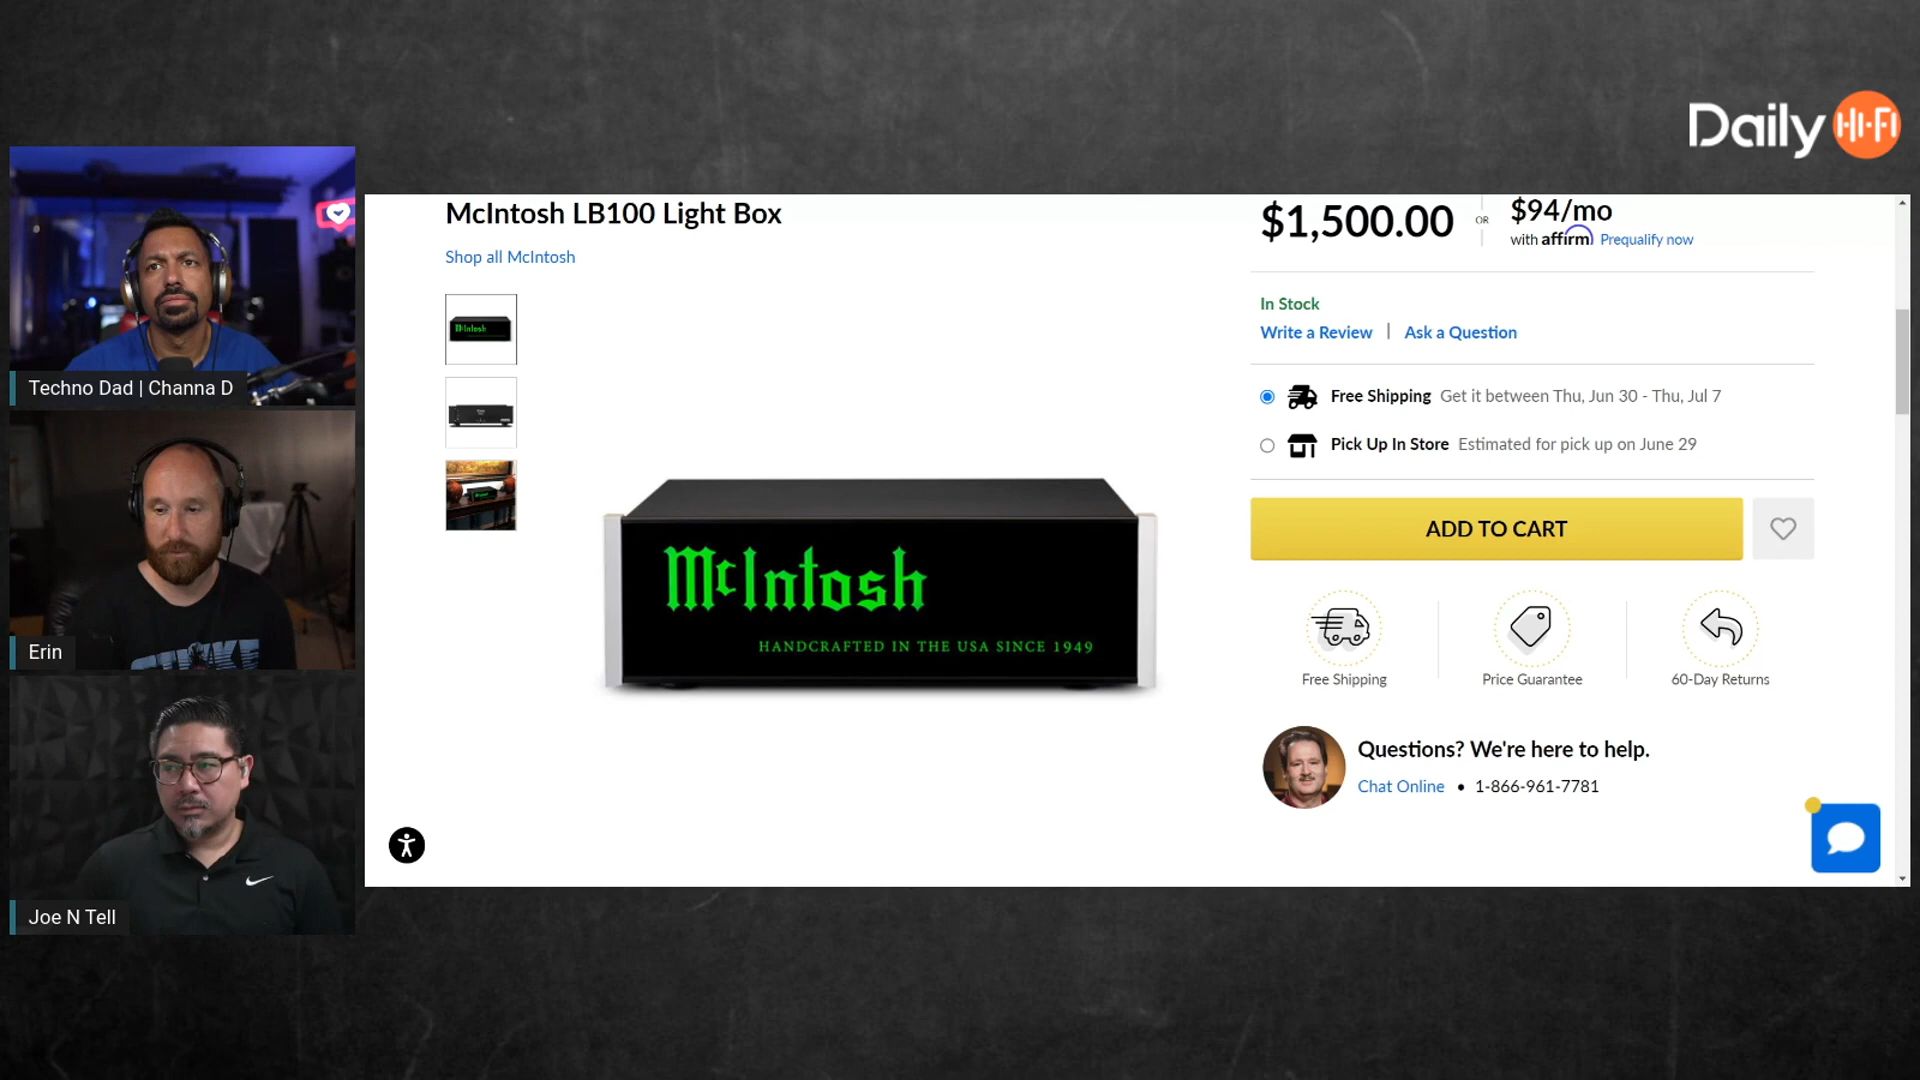 Daily HI-FI
Techno Dad | Channa D
Erin
Joe N Tell
McIntosh LB100 Light Box
Shop all McIntosh
McIntosh
McIntosh
HANDCRAFTED IN THE USA SINCE 1949
$1,500.00 OR $94/mo
with affirm Prequalify now
In Stock
Write a Review | Ask a Question
Free Shipping Get it between Thu, Jun 30 - Thu, Jul 7
Pick Up In Store Estimated for pick up on June 29
ADD TO CART
Free Shipping
Price Guarantee
60-Day Returns
Questions? We're here to help.
Chat Online • 1-866-961-7781